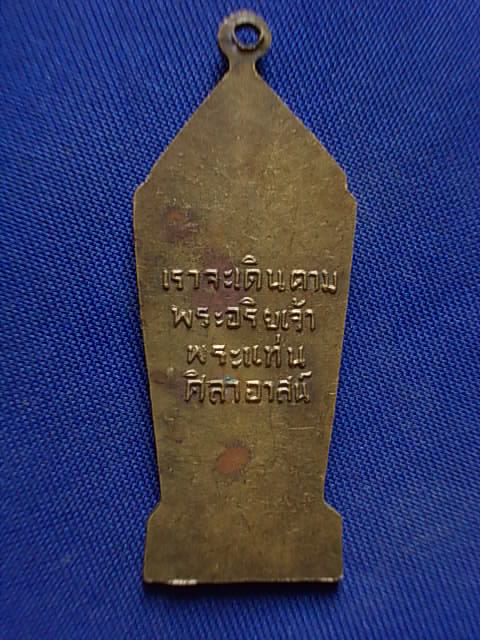 เราจะเดินตาม
พระอริยเจ้า
พระแท่น
ศิลาอาสน์